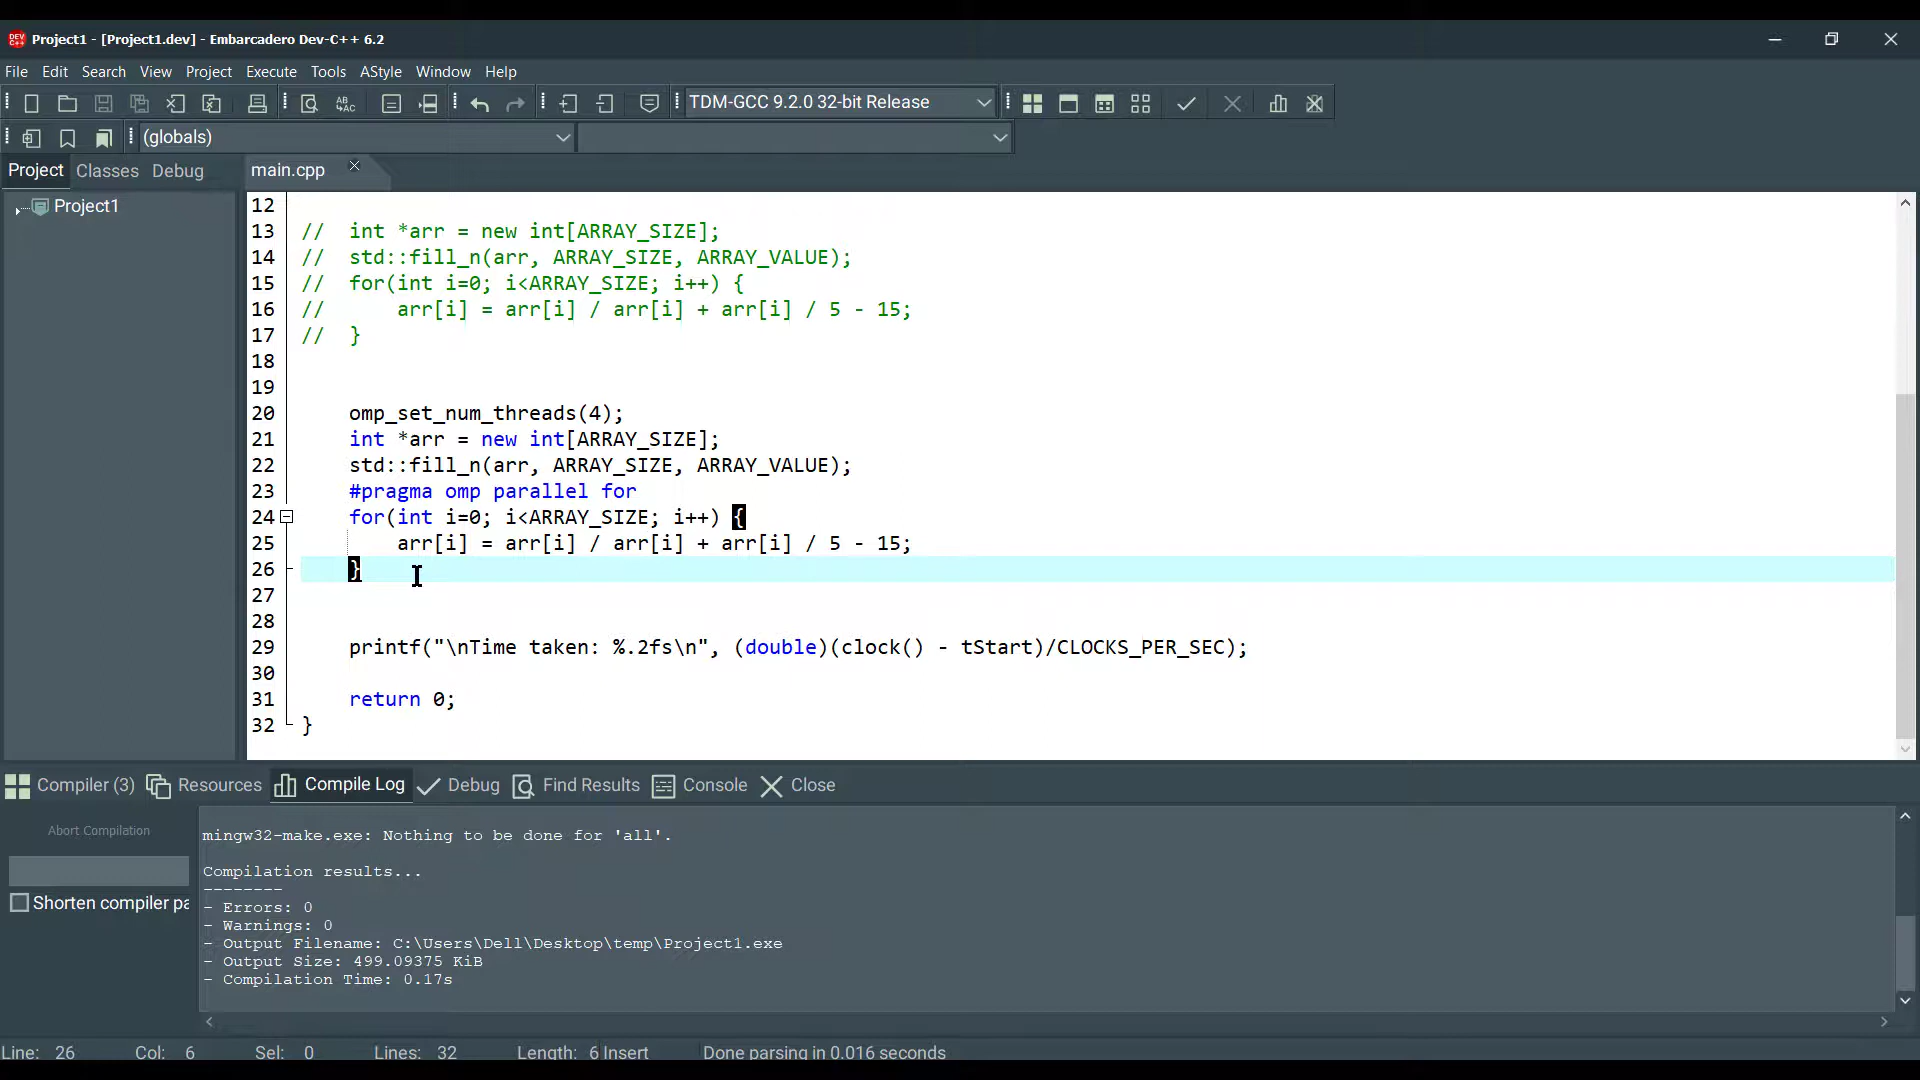 Project1 - [Project1.dev] - Embarcadero Dev-C++ 6.2
File Edit Search View Project Execute Tools AStyle Window Help
TDM-GCC 9.2.0 32-bit Release
(globals)
Project Classes Debug main.cpp
Project1
12
13 // int *arr = new int[ARRAY_SIZE];
14 // std::fill_n(arr, ARRAY_SIZE, ARRAY_VALUE);
15 // for(int i=0; i<ARRAY_SIZE; i++) {
16 // arr[i] = arr[i] / arr[i] + arr[i] / 5 - 15;
17 // }
18
19
20 omp_set_num_threads(4);
21 int *arr = new int[ARRAY_SIZE];
22 std::fill_n(arr, ARRAY_SIZE, ARRAY_VALUE);
23 #pragma omp parallel for
24 for(int i=0; i<ARRAY_SIZE; i++) {
25 arr[i] = arr[i] / arr[i] + arr[i] / 5 - 15;
26 }
27
28
29 printf("\nTime taken: %.2fs\n", (double)(clock() - tStart)/CLOCKS_PER_SEC);
30
31 return 0;
32 }
Compiler (3) Resources Compile Log Debug Find Results Console Close
Abort Compilation
Shorten compiler pa
mingw32-make.exe: Nothing to be done for 'all'.
Compilation results...
--------
- Errors: 0
- Warnings: 0
- Output Filename: C:\Users\Dell\Desktop\temp\Project1.exe
- Output Size: 499.09375 KiB
- Compilation Time: 0.17s
Line: 26 Col: 6 Sel: 0 Lines: 32 Length: 6 Insert Done parsing in 0.016 seconds